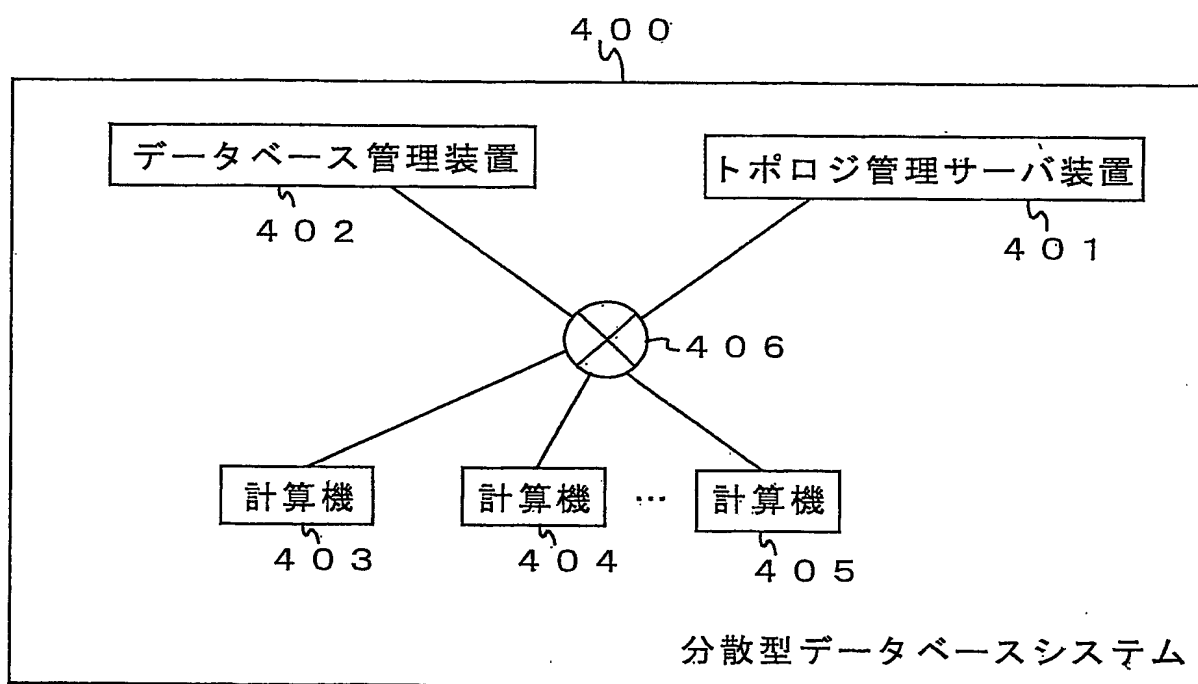 ４００
データベース管理装置
トポロジ管理サーバ装置
４０２
４０１
４０６
計算機
計算機
…
計算機
４０３
４０４
４０５
分散型データベースシステム